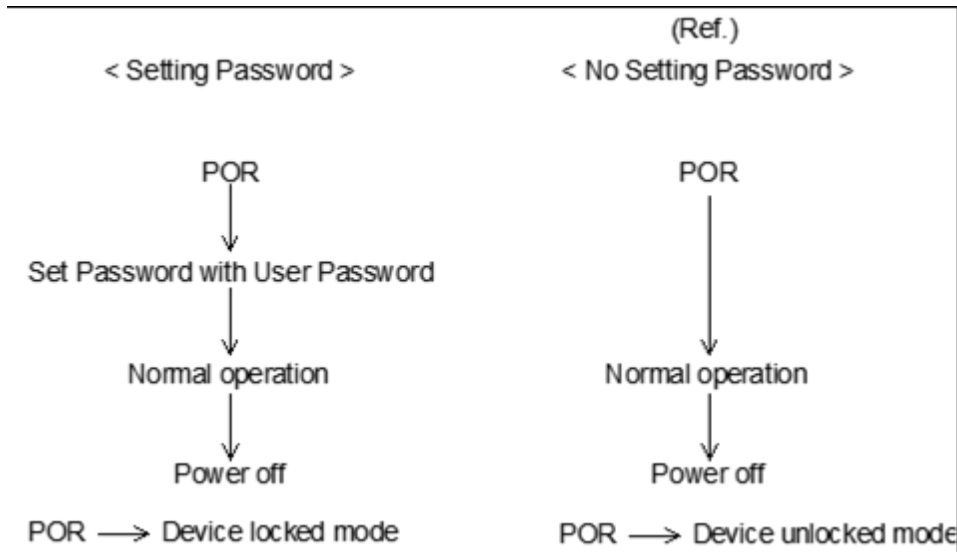 (Ref.)
< Setting Password >
< No Setting Password >
POR
POR
Set Password with User Password
Normal operation
Normal operation
Power off
Power off
POR
Device locked mode
POR
Device unlocked mode